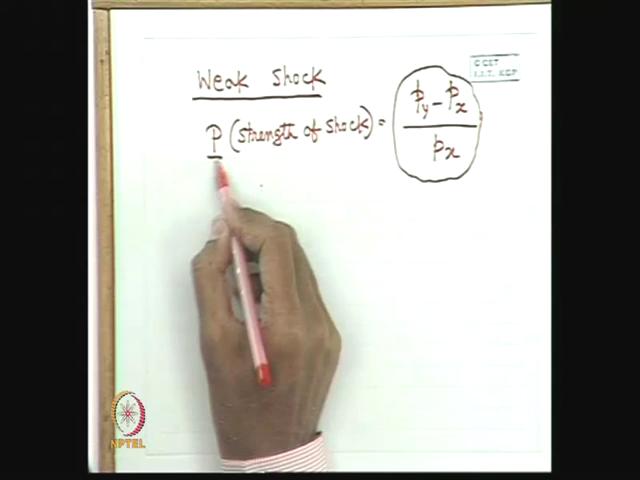 Weak Shock
P (strength of shock) = (p_y - p_x) / p_x
C CET
I.I.T. KGP
NPTEL